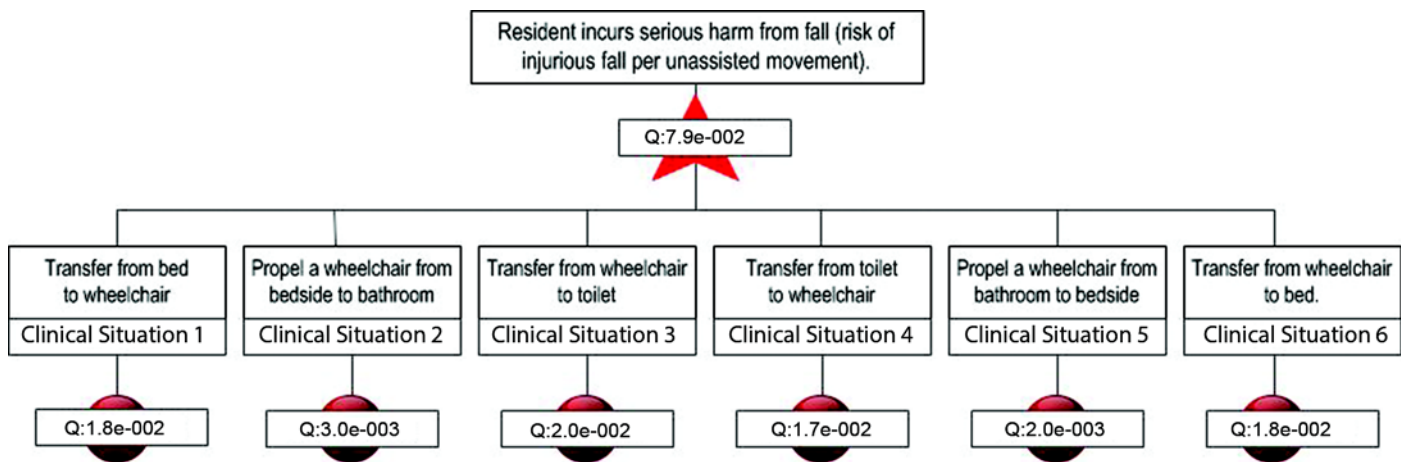 Resident incurs serious harm from fall (risk of
injurious fall per unassisted movement).
Q:7.9e-002
Transfer from bed
to wheelchair
Clinical Situation 1
Q:1.8e-002
Propel a wheelchair from
bedside to bathroom
Clinical Situation 2
Q:3.0e-003
Transfer from wheelchair
to toilet
Clinical Situation 3
Q:2.0e-002
Transfer from toilet
to wheelchair
Clinical Situation 4
Q:1.7e-002
Propel a wheelchair from
bathroom to bedside
Clinical Situation 5
Q:2.0e-003
Transfer from wheelchair
to bed.
Clinical Situation 6
Q:1.8e-002